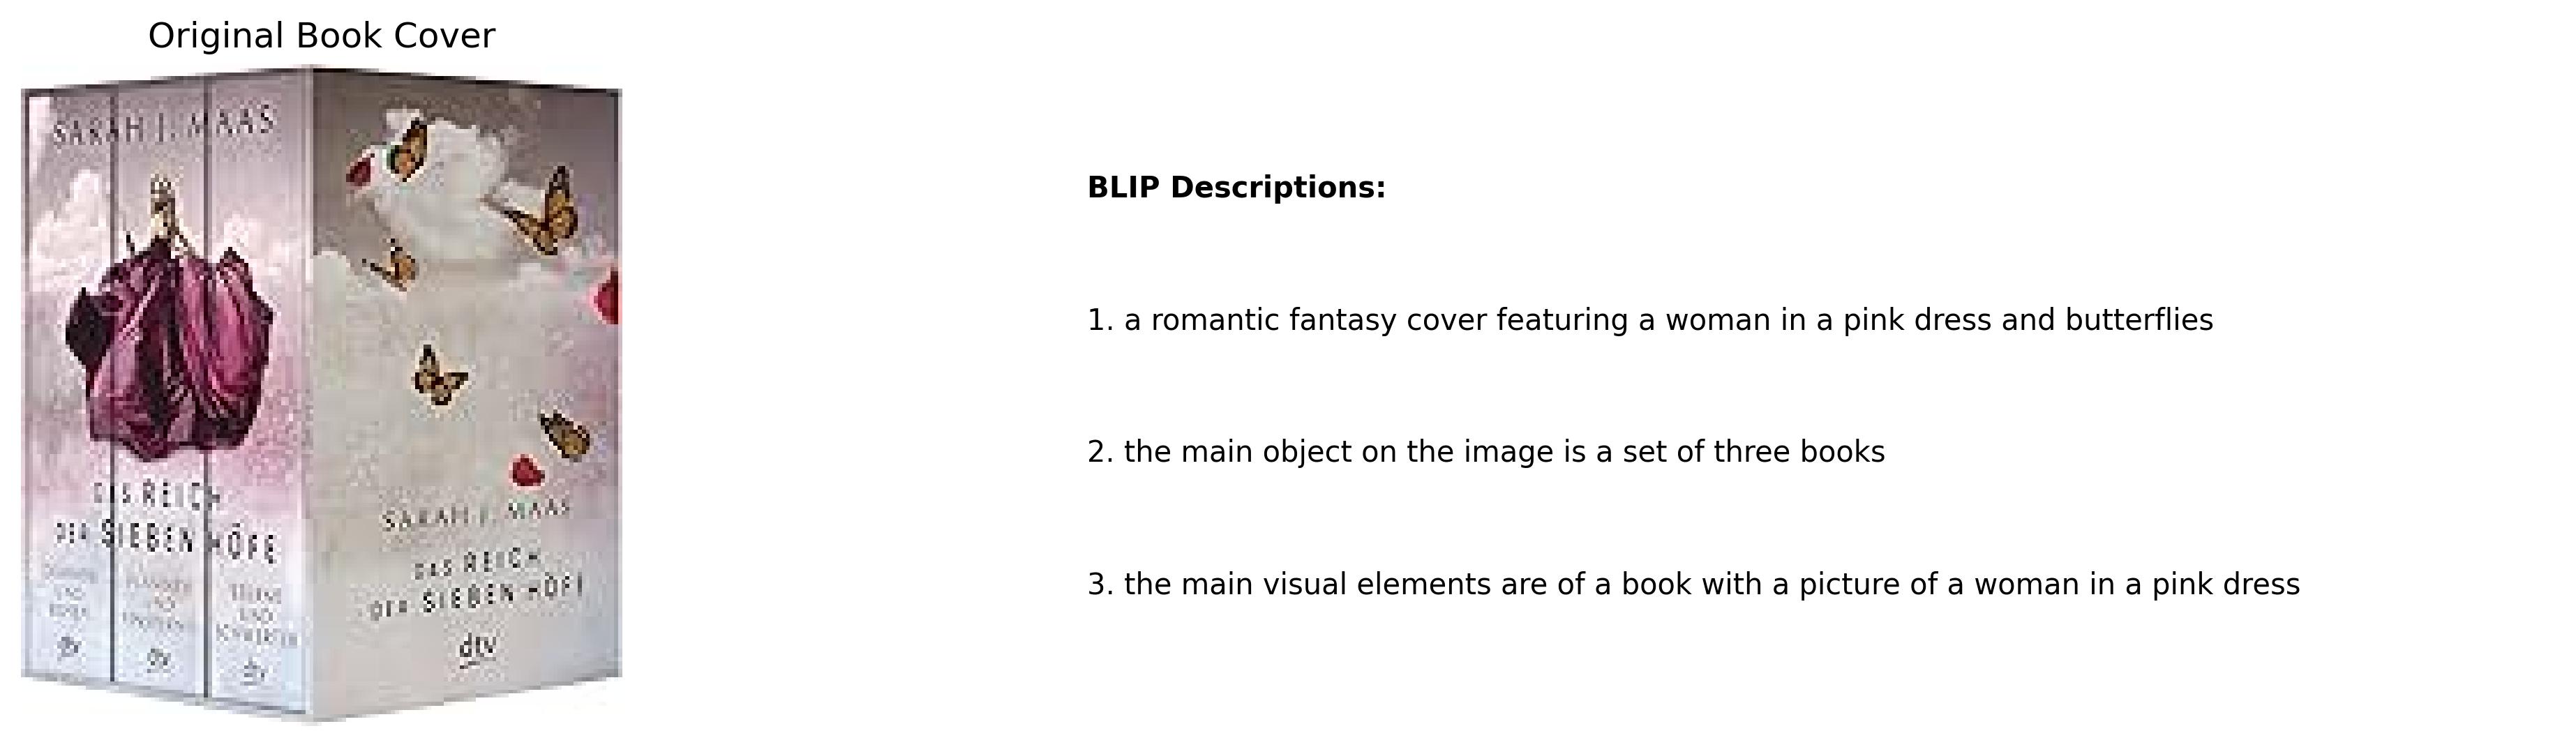 Original Book Cover
SARAH J. MAAS
DAS REICH
DER SIEBEN HÖFE
UND
UND
dtv
dtv
dtv
SARAH J. MAAS
DAS REICH
DER SIEBEN HÖFE
dtv
BLIP Descriptions:
1. a romantic fantasy cover featuring a woman in a pink dress and butterflies
2. the main object on the image is a set of three books
3. the main visual elements are of a book with a picture of a woman in a pink dress